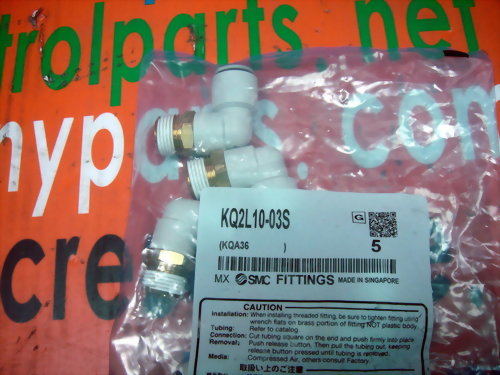 trolparts.net
myparts.com
cre
KQ2L10-03S
G
(KQA36 )
5
MX SMC FITTINGS MADE IN SINGAPORE
CAUTION
Installation: When installing threaded fitting, be sure to tighten fitting using
wrench flats on brass portion of fitting NOT plastic body.
Tubing: Refer to catalog.
Connection: Cut tubing square on the end and push firmly into place
Removal: Push release button. Then pull the tubing out, keeping
release button pressed until tubing is removed.
Media: Compressed Air, others consult Factory.
取扱い上のご注意